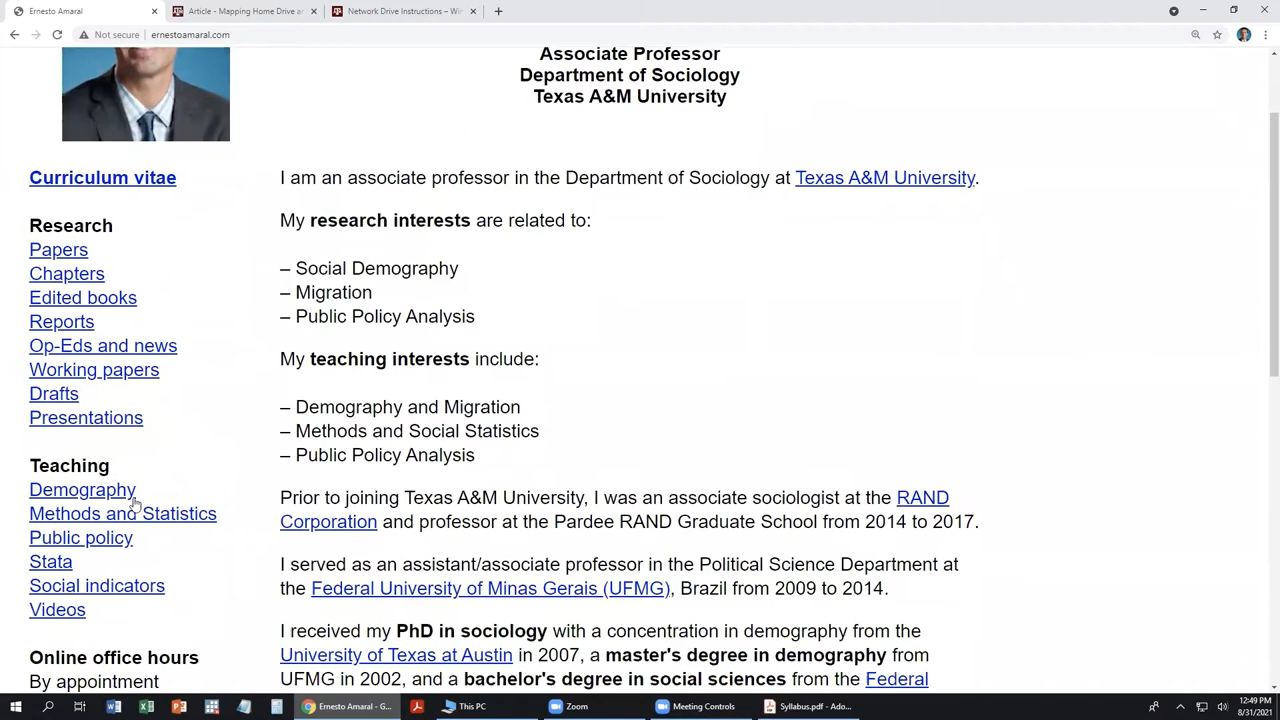 Ernesto Amaral
Article - Mapping Home Drive a
Network Drive Instructions – Wi
Not secure
ernestoamaral.com
Associate Professor
Department of Sociology
Texas A&M University
Curriculum vitae
Research
Papers
Chapters
Edited books
Reports
Op-Eds and news
Working papers
Drafts
Presentations
Teaching
Demography
Methods and Statistics
Public policy
Stata
Social indicators
Videos
Online office hours
By appointment
I am an associate professor in the Department of Sociology at Texas A&M University.
My research interests are related to:
– Social Demography
– Migration
– Public Policy Analysis
My teaching interests include:
– Demography and Migration
– Methods and Social Statistics
– Public Policy Analysis
Prior to joining Texas A&M University, I was an associate sociologist at the RAND
Corporation and professor at the Pardee RAND Graduate School from 2014 to 2017.
I served as an assistant/associate professor in the Political Science Department at
the Federal University of Minas Gerais (UFMG), Brazil from 2009 to 2014.
I received my PhD in sociology with a concentration in demography from the
University of Texas at Austin in 2007, a master's degree in demography from
UFMG in 2002, and a bachelor's degree in social sciences from the Federal
Ernesto Amaral - G...
This PC
Zoom
Meeting Controls
Syllabus.pdf - Ado...
12:49 PM
8/31/2021